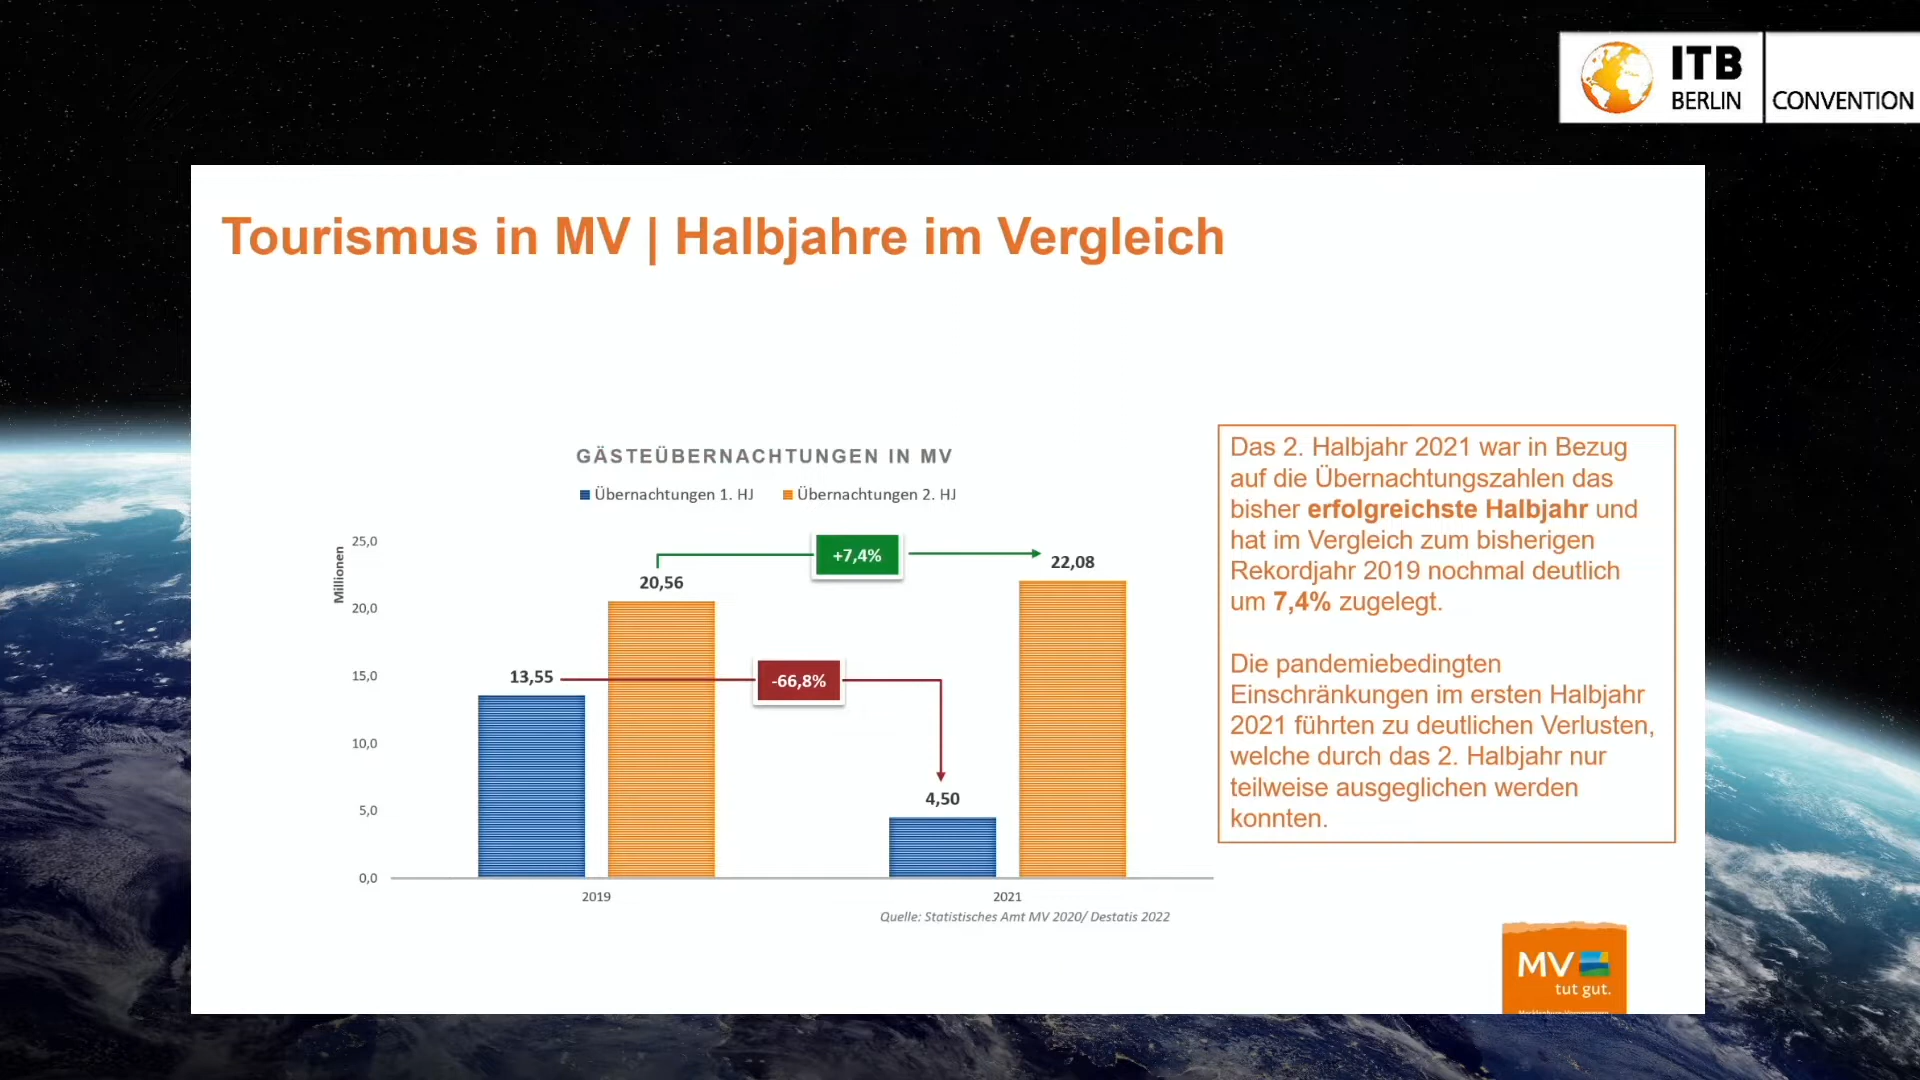 ITB
BERLIN
CONVENTION
Tourismus in MV | Halbjahre im Vergleich
GÄSTEÜBERNACHTUNGEN IN MV
Übernachtungen 1. HJ
Übernachtungen 2. HJ
Millionen
25,0
20,0
15,0
10,0
5,0
0,0
+7,4%
20,56
22,08
13,55
-66,8%
4,50
2019
2021
Quelle: Statistisches Amt MV 2020/ Destatis 2022
Das 2. Halbjahr 2021 war in Bezug
auf die Übernachtungszahlen das
bisher erfolgreichste Halbjahr und
hat im Vergleich zum bisherigen
Rekordjahr 2019 nochmal deutlich
um 7,4% zugelegt.
Die pandemiebedingten
Einschränkungen im ersten Halbjahr
2021 führten zu deutlichen Verlusten,
welche durch das 2. Halbjahr nur
teilweise ausgeglichen werden
konnten.
MV
tut gut.